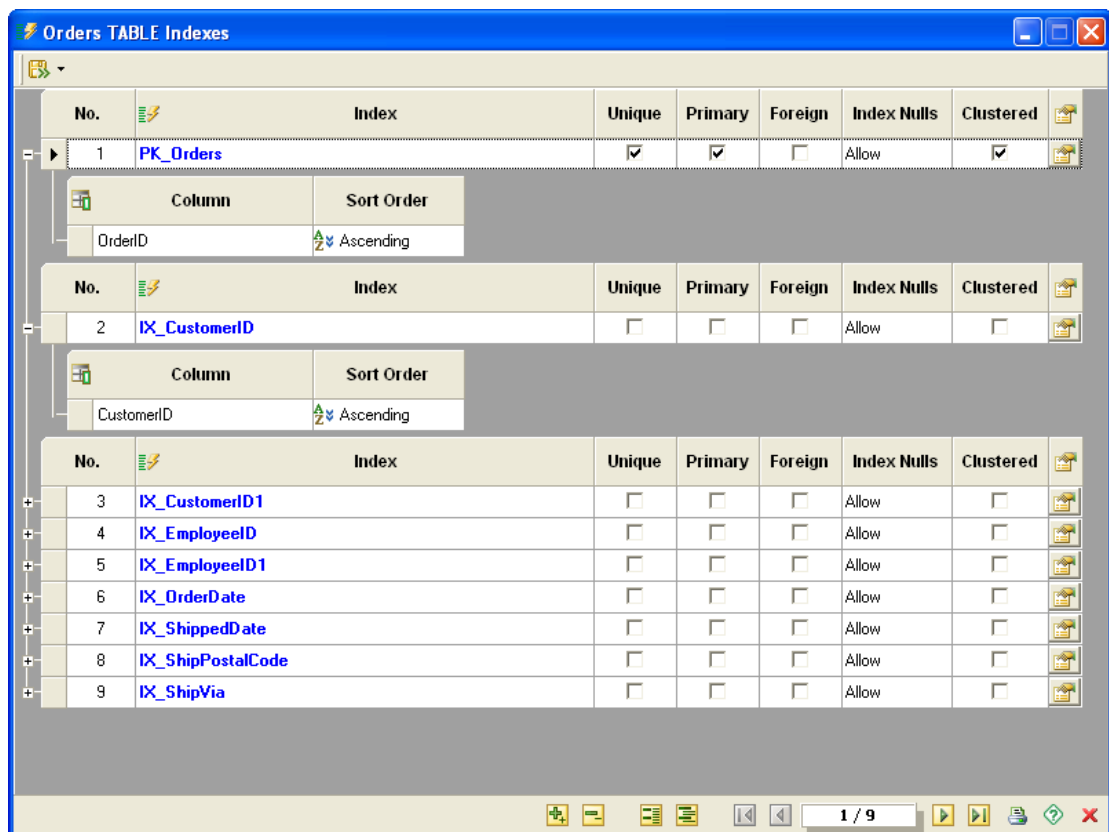 Orders TABLE Indexes
No. Index Unique Primary Foreign Index Nulls Clustered
1 PK_Orders Allow
Column Sort Order
OrderID Ascending
No. Index Unique Primary Foreign Index Nulls Clustered
2 IX_CustomerID Allow
Column Sort Order
CustomerID Ascending
No. Index Unique Primary Foreign Index Nulls Clustered
3 IX_CustomerID1 Allow
4 IX_EmployeeID Allow
5 IX_EmployeeID1 Allow
6 IX_OrderDate Allow
7 IX_ShippedDate Allow
8 IX_ShipPostalCode Allow
9 IX_ShipVia Allow
1 / 9